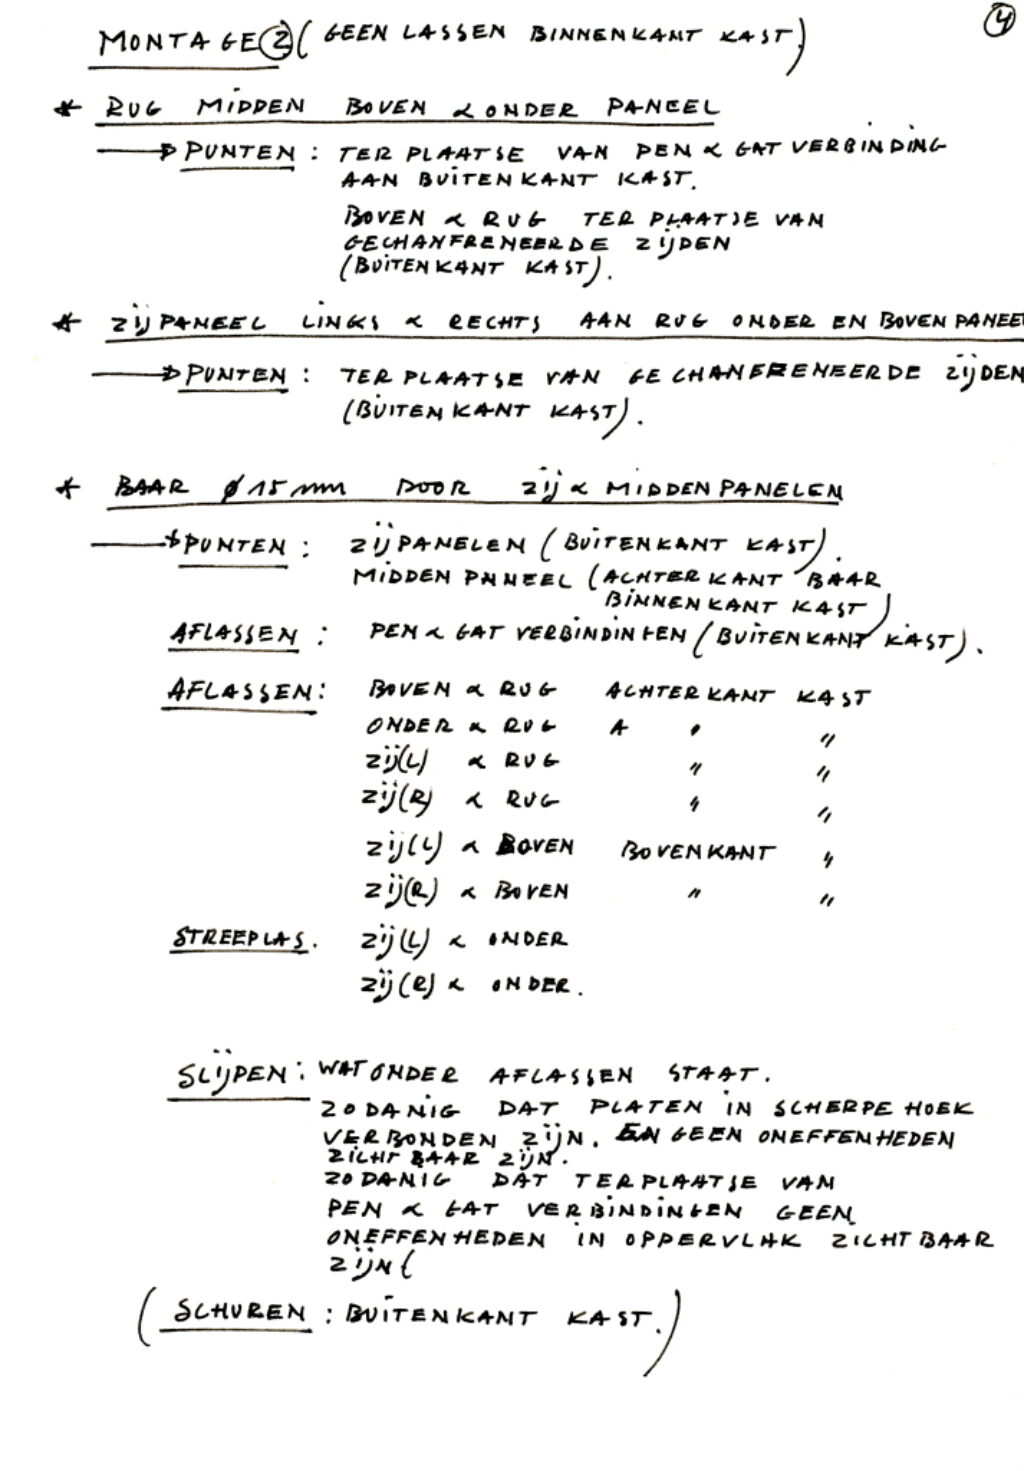 4
MONTAGE 2 (GEEN LASSEN BINNENKANT KAST)
* RUG MIDDEN BOVEN & ONDER PANEEL
→ PUNTEN : TER PLAATSE VAN PEN & GAT VERBINDING
AAN BUITENKANT KAST.
BOVEN & RUG TER PLAATSE VAN
GECHANFRENEERDE ZIJDEN
(BUITENKANT KAST).
* ZIJPANEEL LINKS & RECHTS AAN RUG ONDER EN BOVENPANEE
→ PUNTEN : TER PLAATSE VAN GECHANFRENEERDE ZIJDEN
(BUITENKANT KAST).
* BAAR Ø 15 mm DOOR ZIJ & MIDDENPANELEN
→ PUNTEN : ZIJPANELEN (BUITENKANT KAST).
MIDDEN PANEEL (ACHTERKANT BAAR
BINNENKANT KAST)
AFLASSEN : PEN & GAT VERBINDINGEN (BUITENKANT KAST).
AFLASSEN : BOVEN & RUG ACHTERKANT KAST
ONDER & RUG A " "
ZIJ(L) & RUG " "
ZIJ(R) & RUG " "
ZIJ(L) & BOVEN BOVENKANT "
ZIJ(R) & BOVEN " "
STREEPLAS. ZIJ(L) & ONDER
ZIJ(R) & ONDER.
SLIJPEN : WAT ONDER AFLASSEN STAAT.
ZODANIG DAT PLATEN IN SCHERPE HOEK
VERBONDEN ZIJN. EN GEEN ONEFFENHEDEN
ZICHTBAAR ZIJN.
ZODANIG DAT TERPLAATSE VAN
PEN & GAT VERBINDINGEN GEEN
ONEFFENHEDEN IN OPPERVLAK ZICHTBAAR
ZIJN (
(SCHUREN : BUITENKANT KAST.)